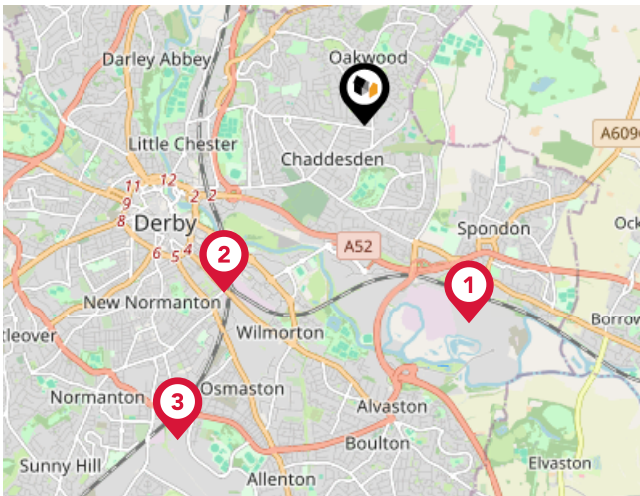 Darley Abbey
Oakwood
Little Chester
Chaddesden
A609
11
12
9
2
2
8
Derby
Spondon
Ock
6
5
4
A52
2
1
New Normanton
tleover
Wilmorton
Borrow
Normanton
Osmaston
3
Alvaston
Boulton
Sunny Hill
Allenton
Elvaston